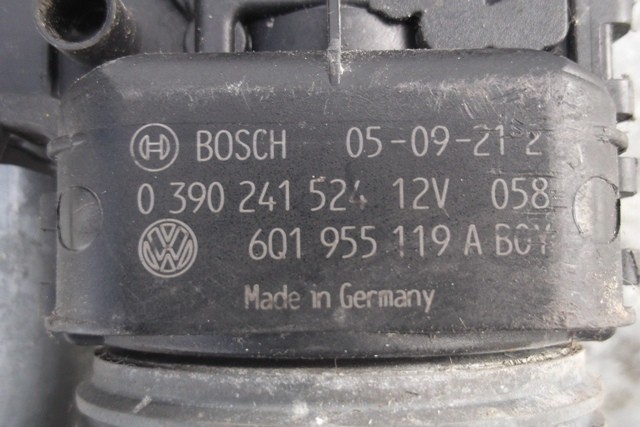 BOSCH 05-09-21 2
0 390 241 524 12V 058
6Q1 955 119 A
Made in Germany